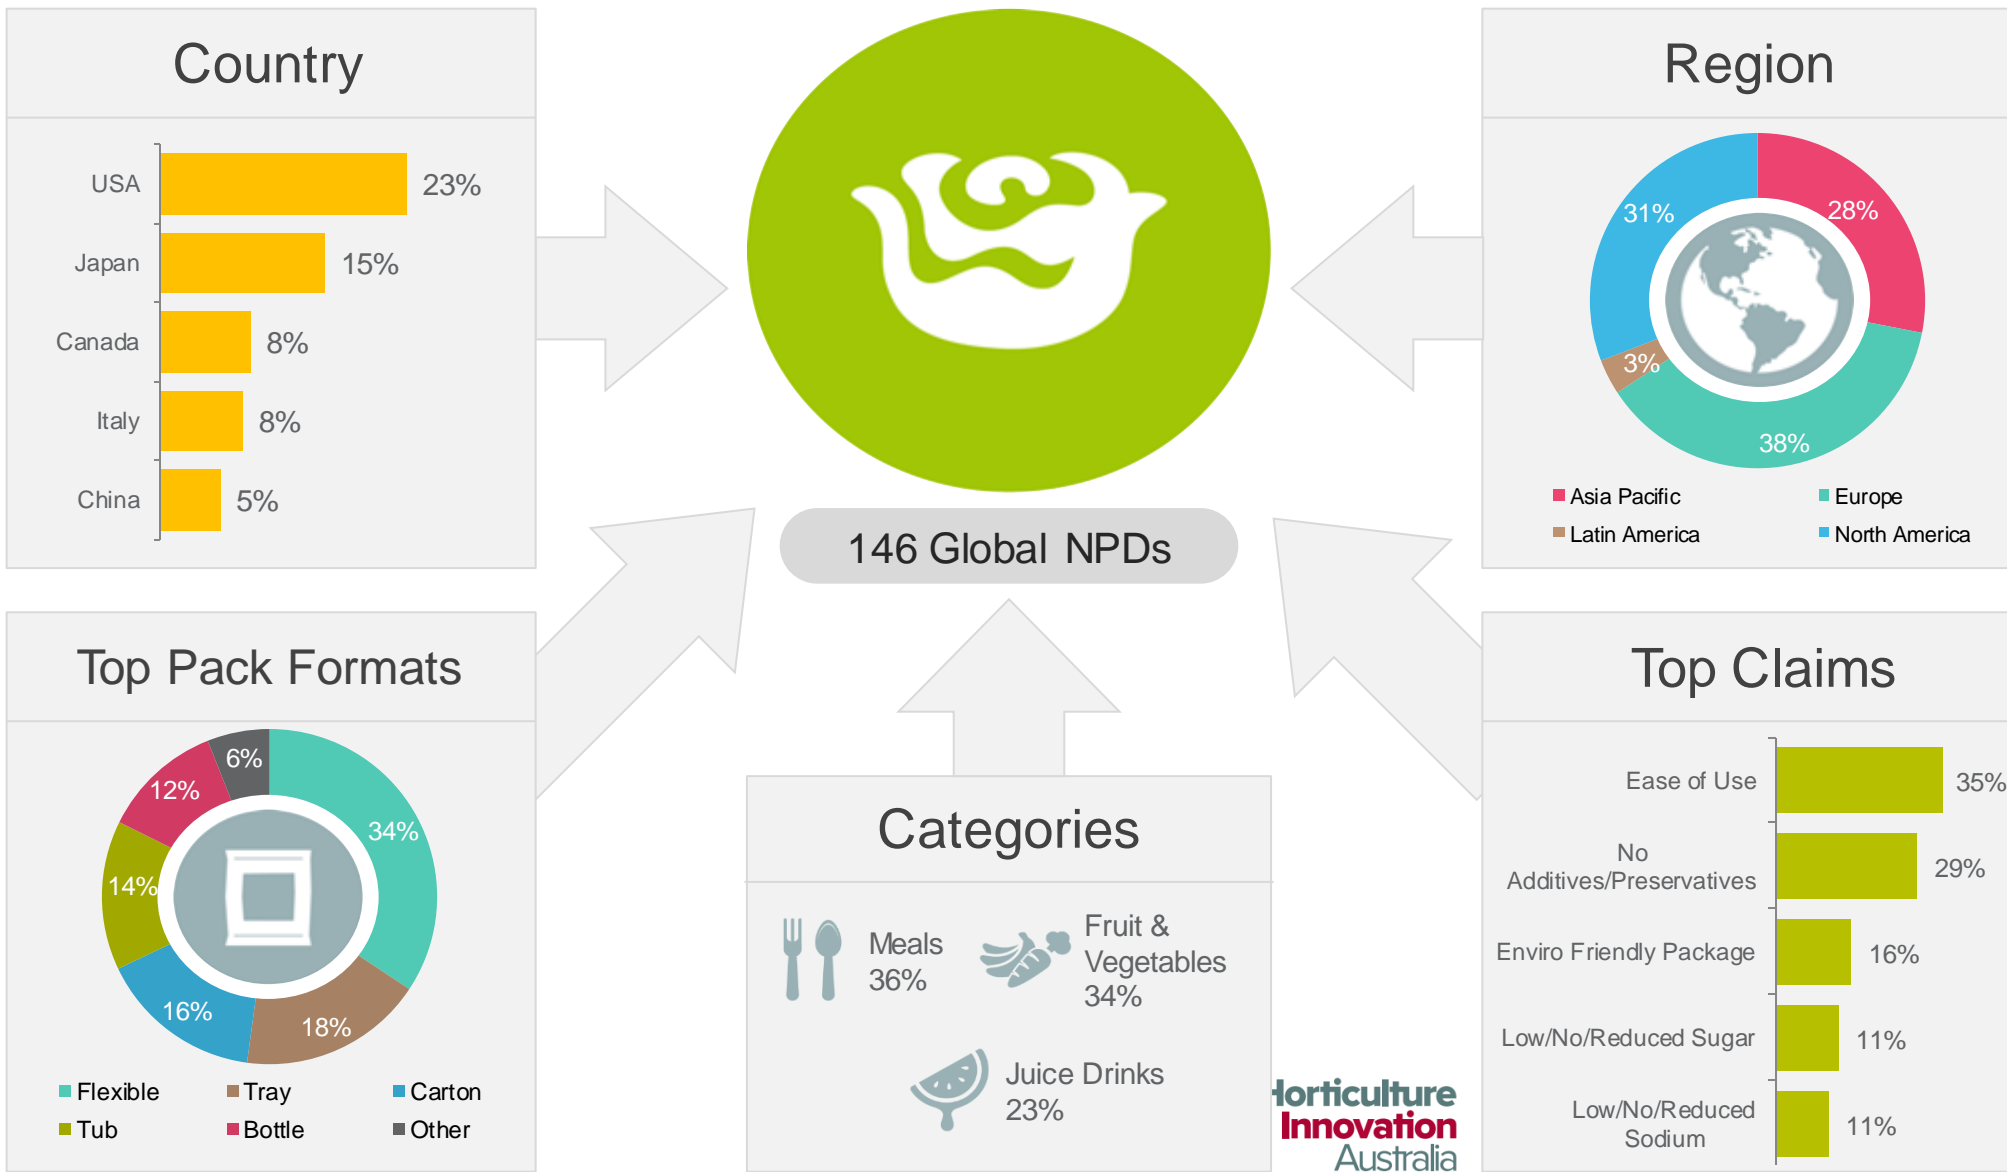 Country
USA
23%
Japan
15%
Canada
8%
Italy
8%
China
5%
146 Global NPDs
Region
31%
28%
3%
38%
Asia Pacific
Europe
Latin America
North America
Top Pack Formats
6%
12%
34%
14%
16%
18%
Flexible
Tray
Carton
Tub
Bottle
Other
Categories
Meals
36%
Fruit &
Vegetables
34%
Juice Drinks
23%
Top Claims
Ease of Use
35%
No
Additives/Preservatives
29%
Enviro Friendly Package
16%
Low/No/Reduced Sugar
11%
Low/No/Reduced
Sodium
11%
Horticulture
Innovation
Australia